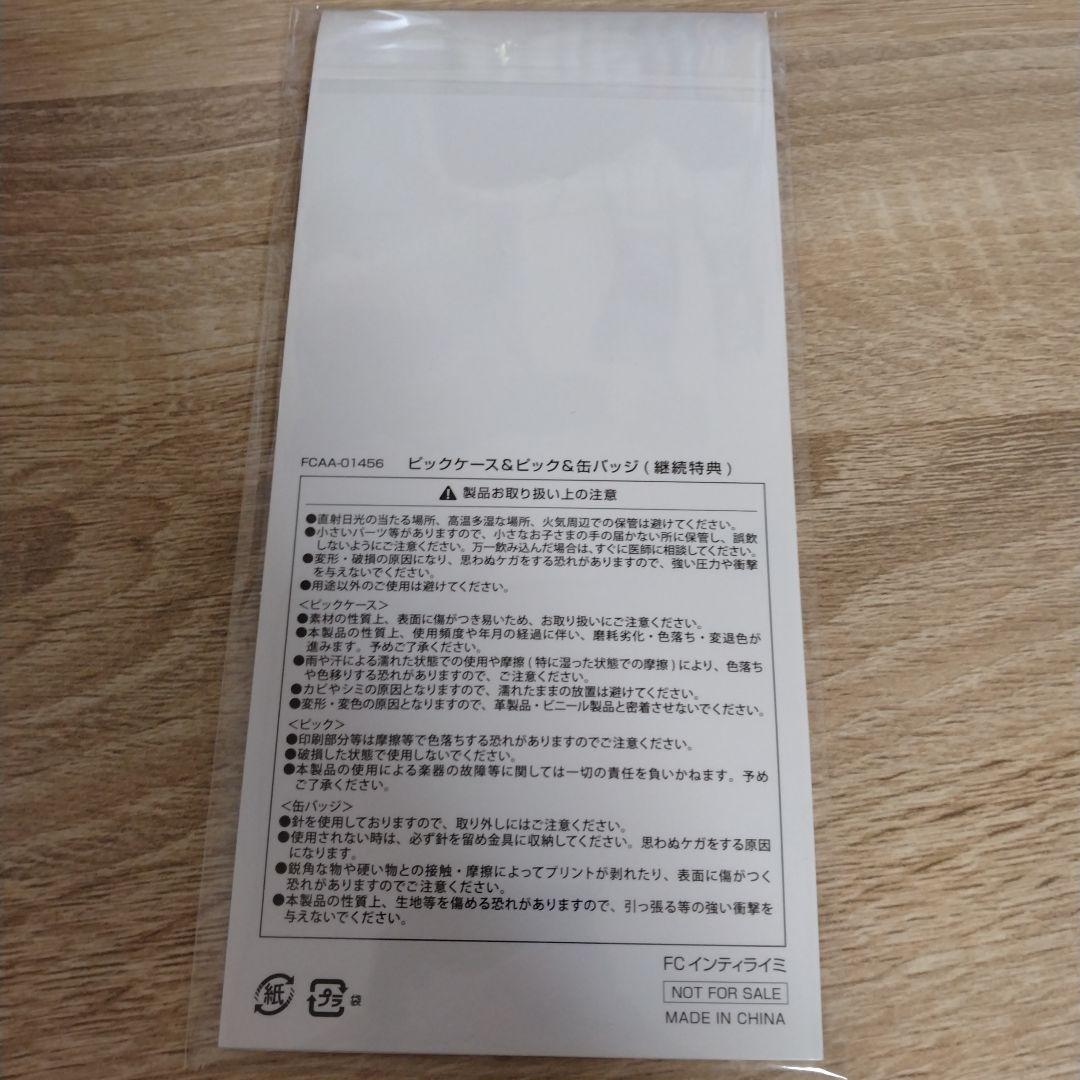 FCAA-01456 ピックケース&ピック&缶バッジ(継続特典)
製品お取り扱い上の注意
●直射日光の当たる場所、高温多湿な場所、火気周辺での保管は避けてください。
●小さいパーツ等がありますので、小さなお子さまの手の届かない所に保管し、誤飲
しないようにご注意ください。万一飲み込んだ場合は、すぐに医師に相談してください。
●変形・破損の原因になり、思わぬケガをする恐れがありますので、強い圧力や衝撃
を与えないでください。
●用途以外のご使用は避けてください。
<ピックケース>
●素材の性質上、表面に傷がつき易いため、お取り扱いにご注意ください。
●本製品の性質上、使用頻度や年月の経過に伴い、磨耗劣化・色落ち・変退色が
進みます。予めご了承ください。
●雨や汗による濡れた状態での使用や摩擦(特に湿った状態での摩擦)により、色落ち
や色移りする恐れがありますので、ご注意ください。
●カビやシミの原因となりますので、濡れたままの放置は避けてください。
●変形・変色の原因となりますので、革製品・ビニール製品と密着させないでください。
<ピック>
●印刷部分等は摩擦等で色落ちする恐れがありますのでご注意ください。
●破損した状態で使用しないでください。
●本製品の使用による楽器の故障等に関しては一切の責任を負いかねます。予め
ご了承ください。
<缶バッジ>
●針を使用しておりますので、取り外しにはご注意ください。
●使用されない時は、必ず針を留め金具に収納してください。思わぬケガをする原因
になります。
●鋭角な物や硬い物との接触・摩擦によってプリントが剥れたり、表面に傷がつく
恐れがありますのでご注意ください。
●本製品の性質上、生地等を傷める恐れがありますので、引っ張る等の強い衝撃を
与えないでください。
FCインティライミ
紙 プラ 袋
NOT FOR SALE
MADE IN CHINA